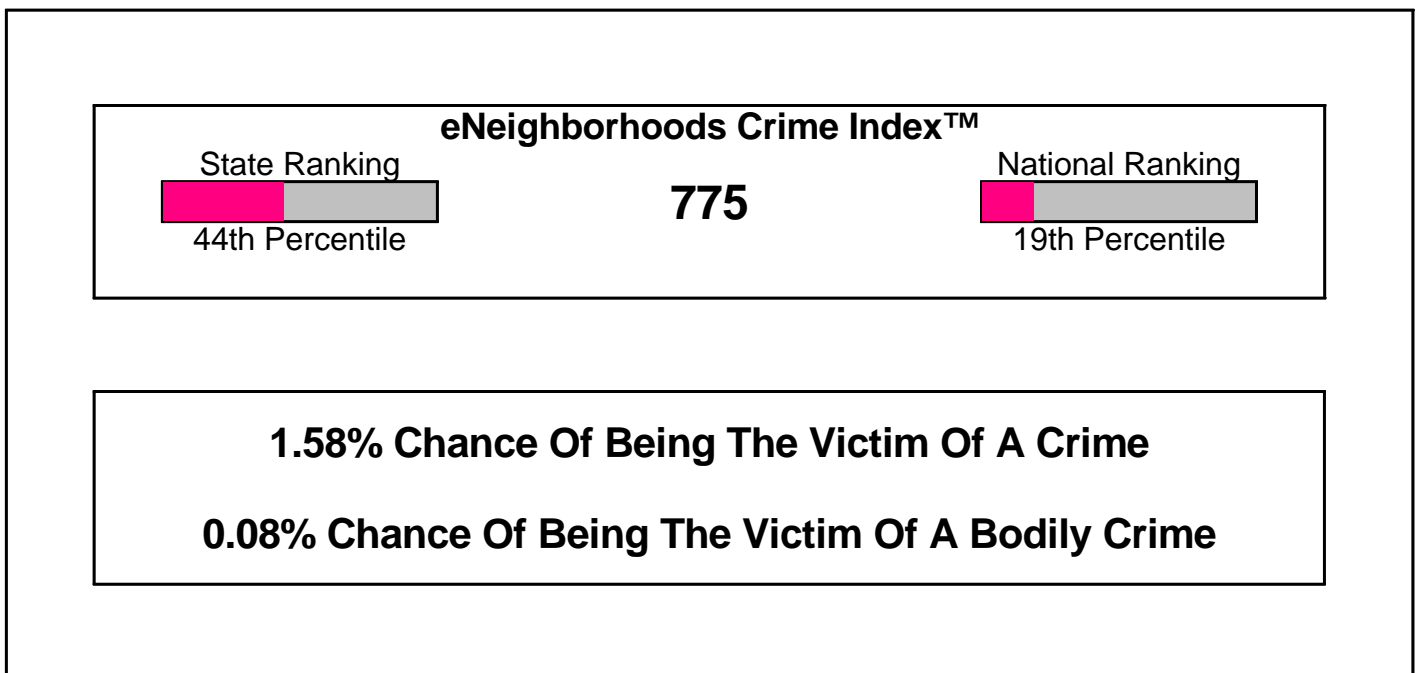 eNeighborhoods Crime Index™
State Ranking
44th Percentile
775
National Ranking
19th Percentile
1.58% Chance Of Being The Victim Of A Crime
0.08% Chance Of Being The Victim Of A Bodily Crime